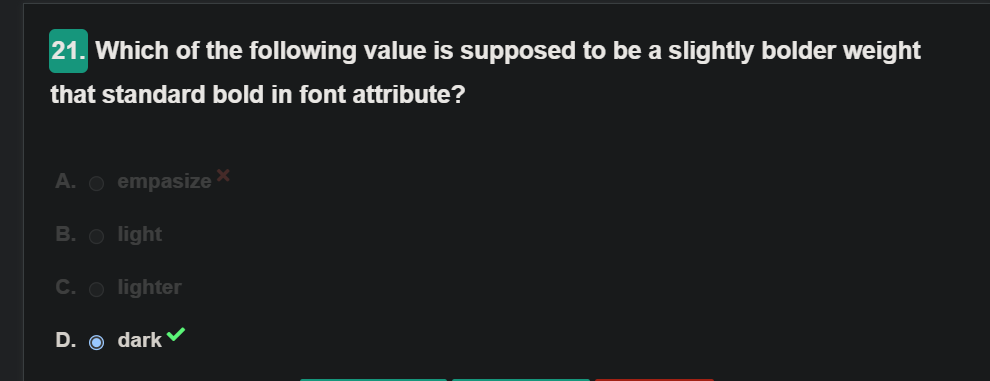 21. Which of the following value is supposed to be a slightly bolder weight
that standard bold in font attribute?
A. empasize
B. light
C. lighter
D. dark